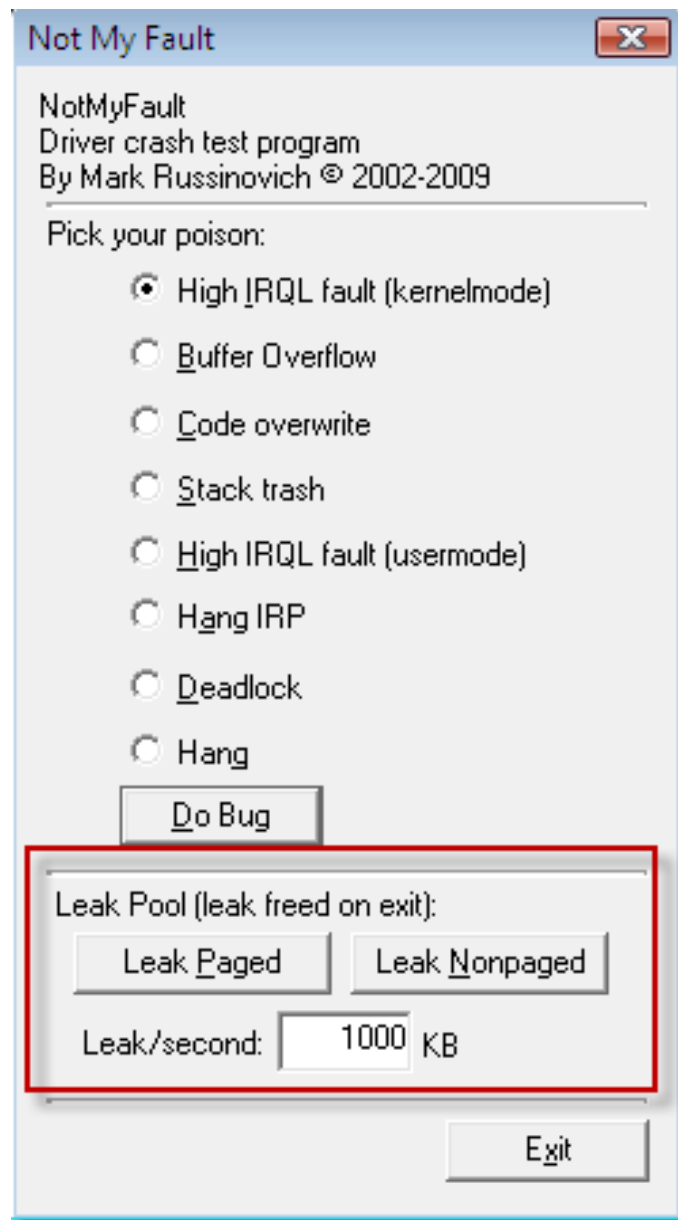 Not My Fault
NotMyFault
Driver crash test program
By Mark Russinovich © 2002-2009
Pick your poison:
High IRQL fault (kernelmode)
Buffer Overflow
Code overwrite
Stack trash
High IRQL fault (usermode)
Hang IRP
Deadlock
Hang
Do Bug
Leak Pool (leak freed on exit):
Leak Paged Leak Nonpaged
Leak/second: 1000 KB
Exit